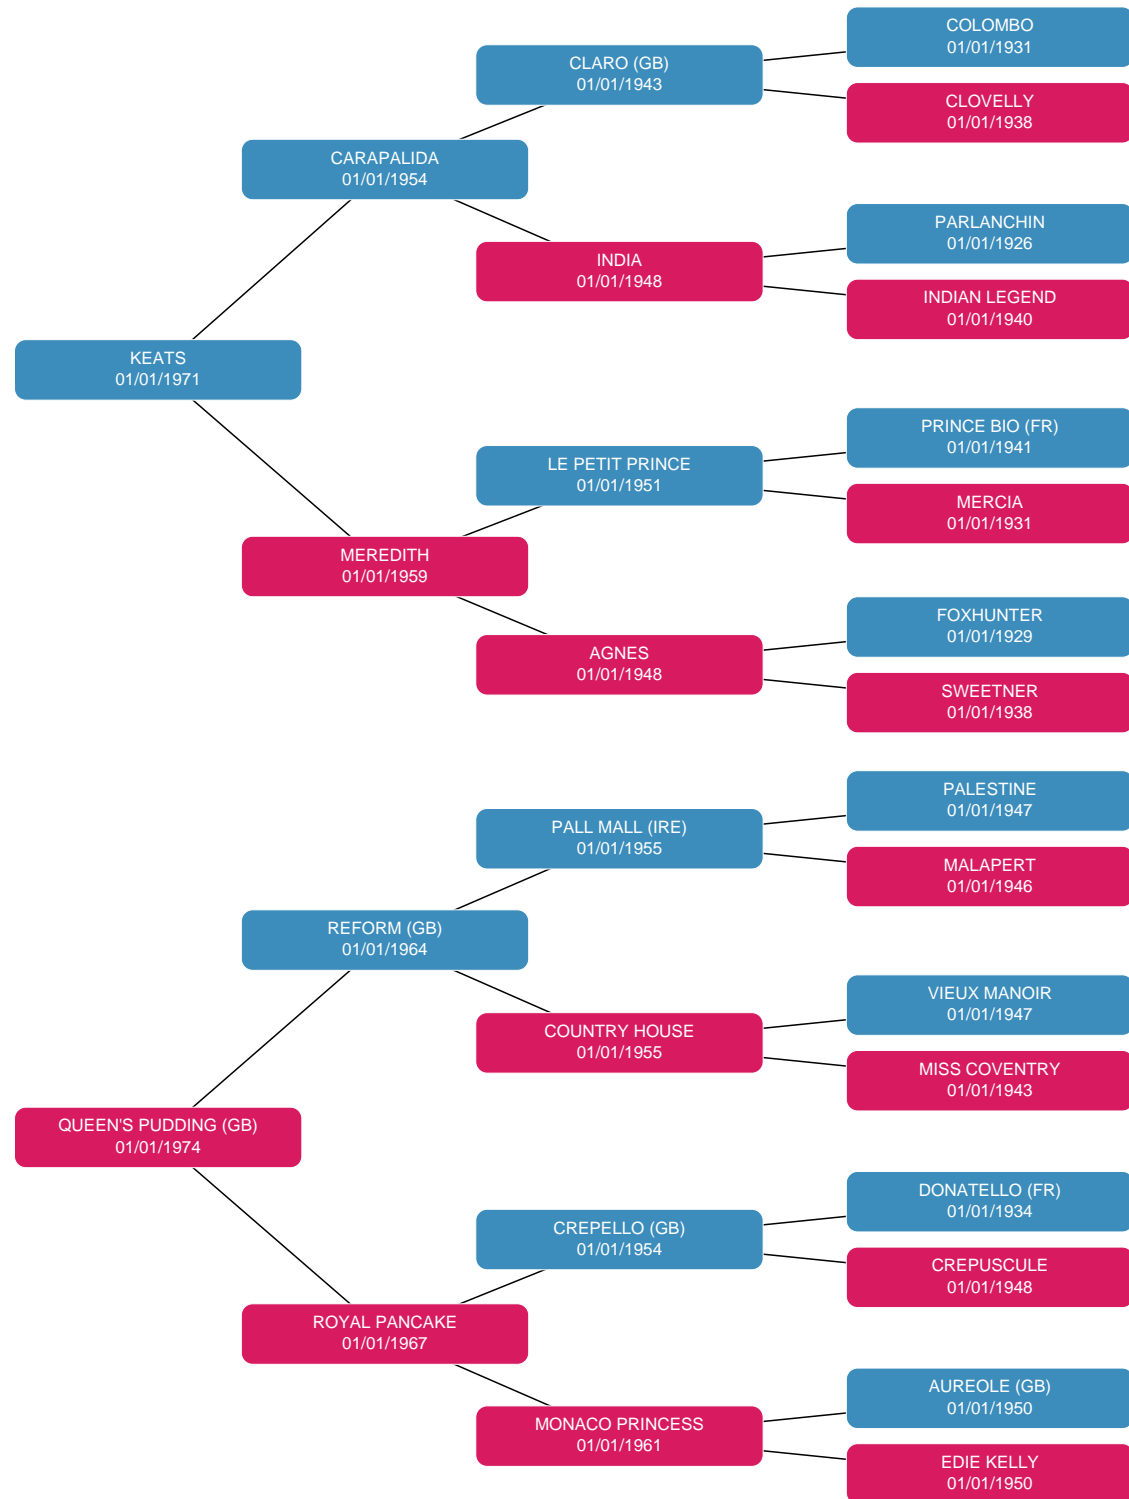 COLOMBO
01/01/1931
CLARO (GB)
01/01/1943
CLOVELLY
01/01/1938
CARAPALIDA
01/01/1954
PARLANCHIN
01/01/1926
INDIA
01/01/1948
INDIAN LEGEND
01/01/1940
KEATS
01/01/1971
PRINCE BIO (FR)
01/01/1941
LE PETIT PRINCE
01/01/1951
MERCIA
01/01/1931
MEREDITH
01/01/1959
FOXHUNTER
01/01/1929
AGNES
01/01/1948
SWEETNER
01/01/1938
PALESTINE
01/01/1947
PALL MALL (IRE)
01/01/1955
MALAPERT
01/01/1946
REFORM (GB)
01/01/1964
VIEUX MANOIR
01/01/1947
COUNTRY HOUSE
01/01/1955
MISS COVENTRY
01/01/1943
QUEEN'S PUDDING (GB)
01/01/1974
DONATELLO (FR)
01/01/1934
CREPELLO (GB)
01/01/1954
CREPUSCULE
01/01/1948
ROYAL PANCAKE
01/01/1967
AUREOLE (GB)
01/01/1950
MONACO PRINCESS
01/01/1961
EDIE KELLY
01/01/1950